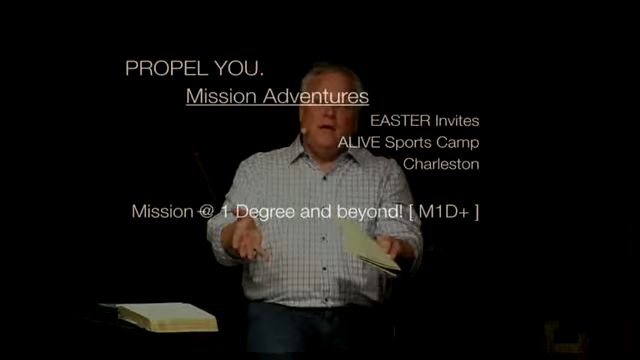 PROPEL YOU.
Mission Adventures
EASTER Invites
ALIVE Sports Camp
Charleston
Mission @ 1 Degree and beyond! [ M1D+ ]